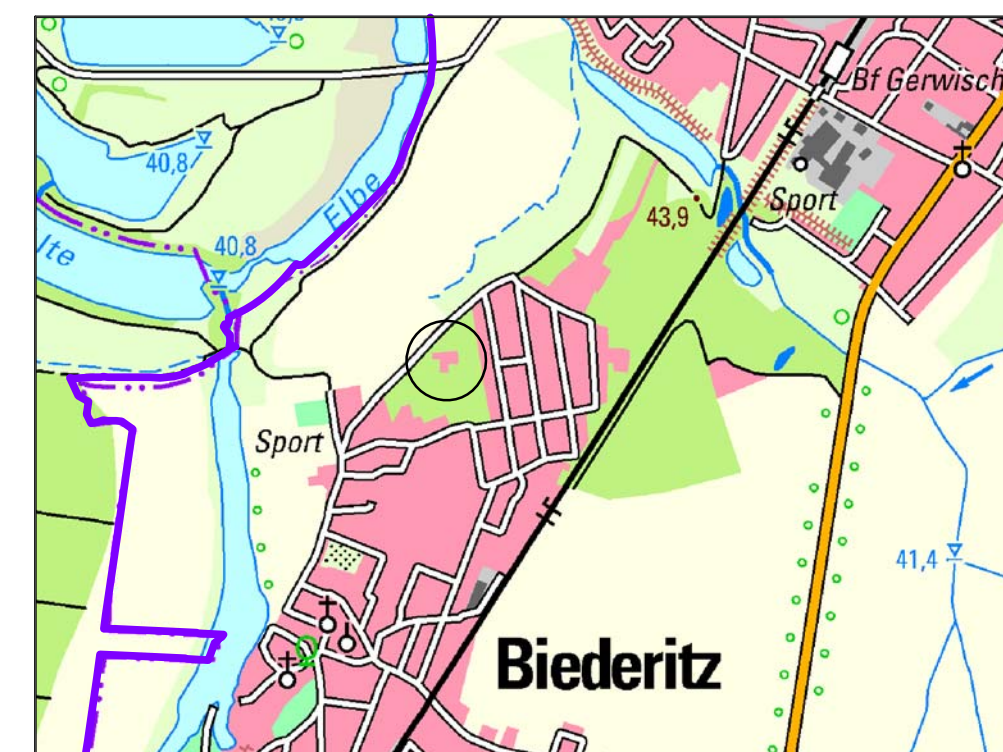 Bf Gerwisch
40,8
Elbe
Sport
43,9
40,8
lte
Sport
41,4
Biederitz